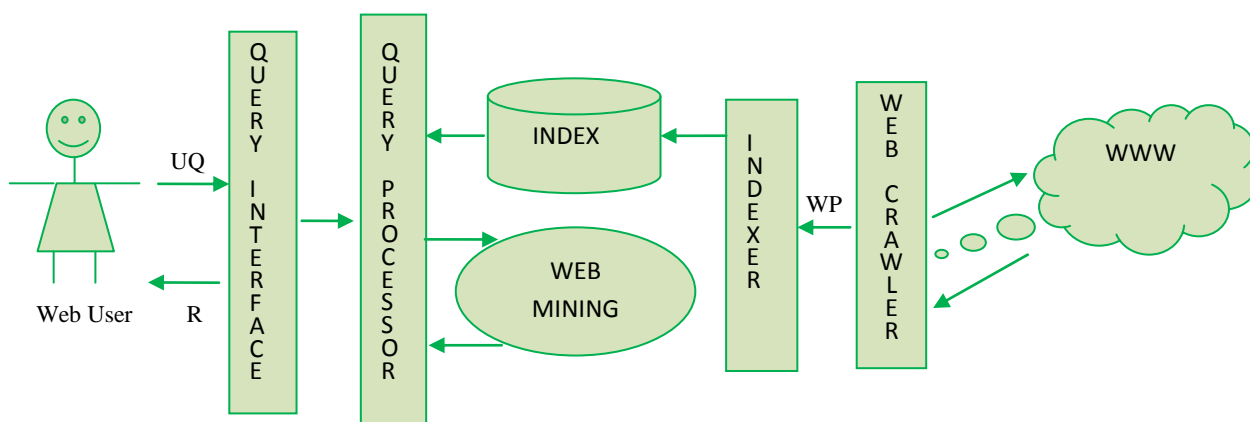 UQ
R
Web User
QUERY INTERFACE
QUERY PROCESSOR
INDEX
WEB
MINING
INDEXER
WP
WEB CRAWLER
WWW